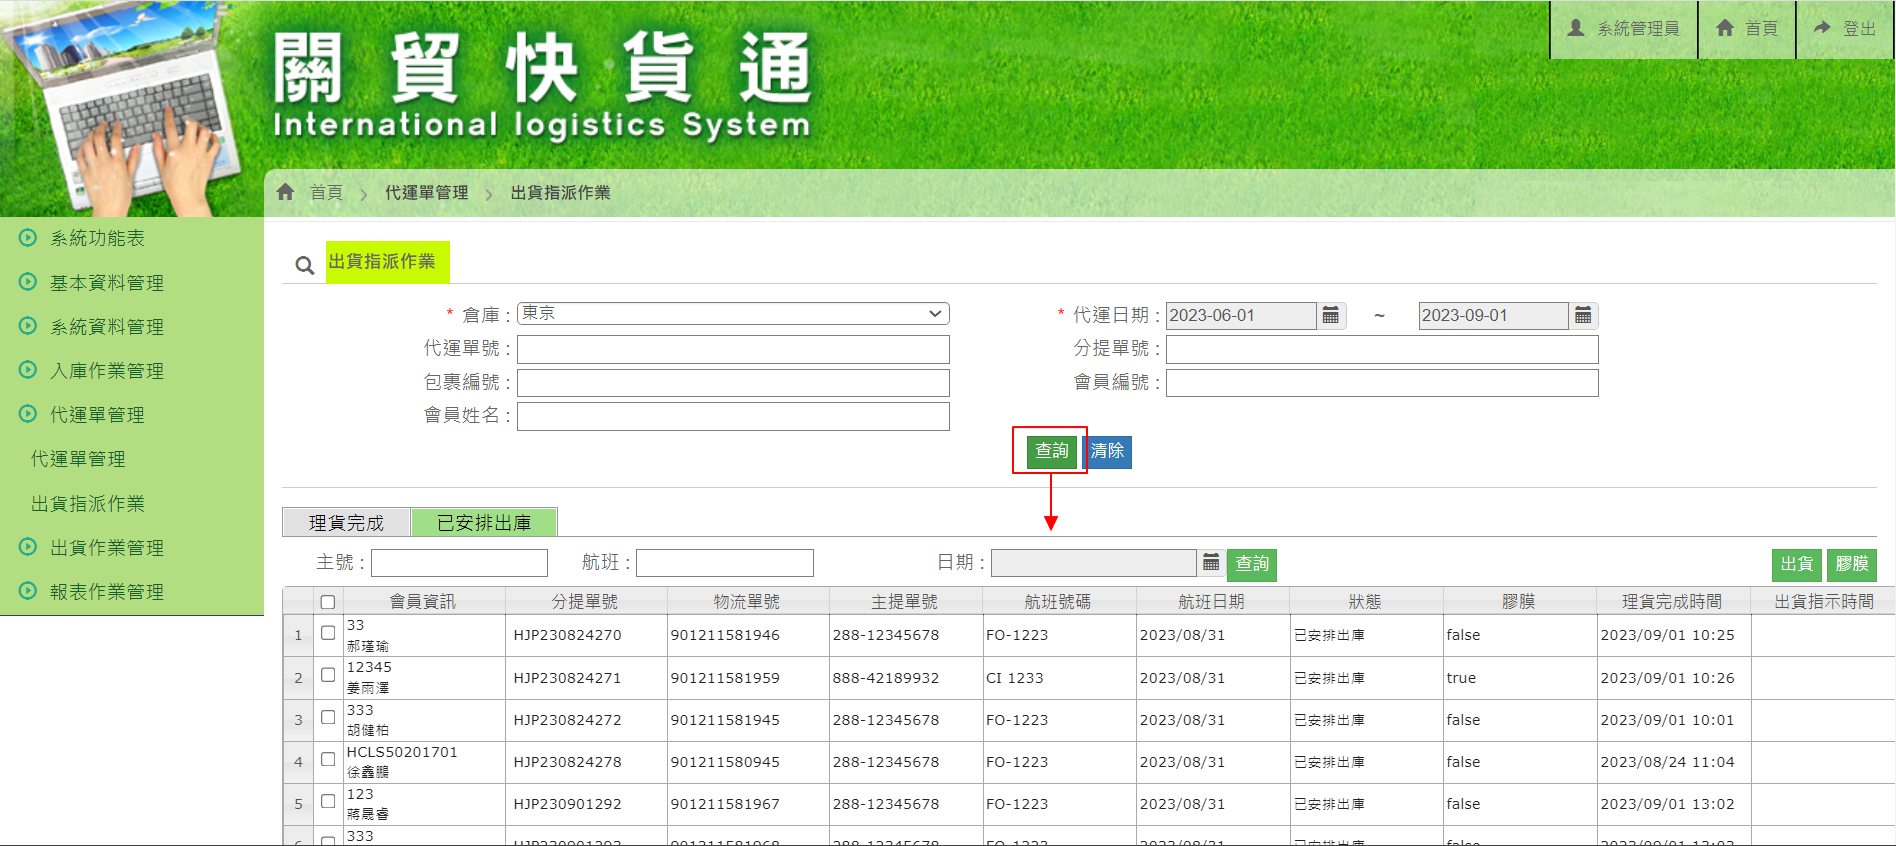 關貿快貨通
International logistics System
系統管理員
首頁
登出
首頁 > 代運單管理 > 出貨指派作業
系統功能表
基本資料管理
系統資料管理
入庫作業管理
代運單管理
代運單管理
出貨指派作業
出貨作業管理
報表作業管理
出貨指派作業
* 倉庫 : 東京
* 代運日期 : 2023-06-01 ~ 2023-09-01
代運單號 :
分提單號 :
包裹編號 :
會員編號 :
會員姓名 :
查詢 清除
理貨完成 已安排出庫
主號 : 航班 : 日期 : 查詢 出貨 膠膜
會員資訊 分提單號 物流單號 主提單號 航班號碼 航班日期 狀態 膠膜 理貨完成時間 出貨指示時間
1 33 郝瑾瑜 HJP230824270 901211581946 288-12345678 FO-1223 2023/08/31 已安排出庫 false 2023/09/01 10:25
2 12345 姜雨澤 HJP230824271 901211581959 888-42189932 CI 1233 2023/08/31 已安排出庫 true 2023/09/01 10:26
3 333 胡健柏 HJP230824272 901211581945 288-12345678 FO-1223 2023/08/31 已安排出庫 false 2023/09/01 10:01
4 HCLS50201701 徐鑫鵬 HJP230824278 901211580945 288-12345678 FO-1223 2023/08/31 已安排出庫 false 2023/08/24 11:04
5 123 蔣晟睿 HJP230901292 901211581967 288-12345678 FO-1223 2023/08/31 已安排出庫 false 2023/09/01 13:02
333